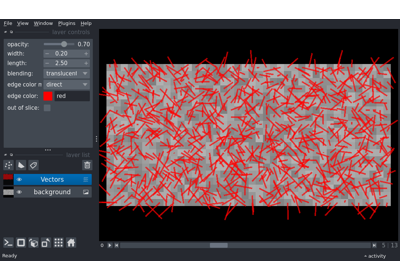 File View Window Plugins Help
layer controls
opacity: 0.70
width: 0.20
length: 2.50
blending: translucent
edge color m direct
edge color: red
out of slice:
layer list
Vectors
background
0 5 13
Ready activity